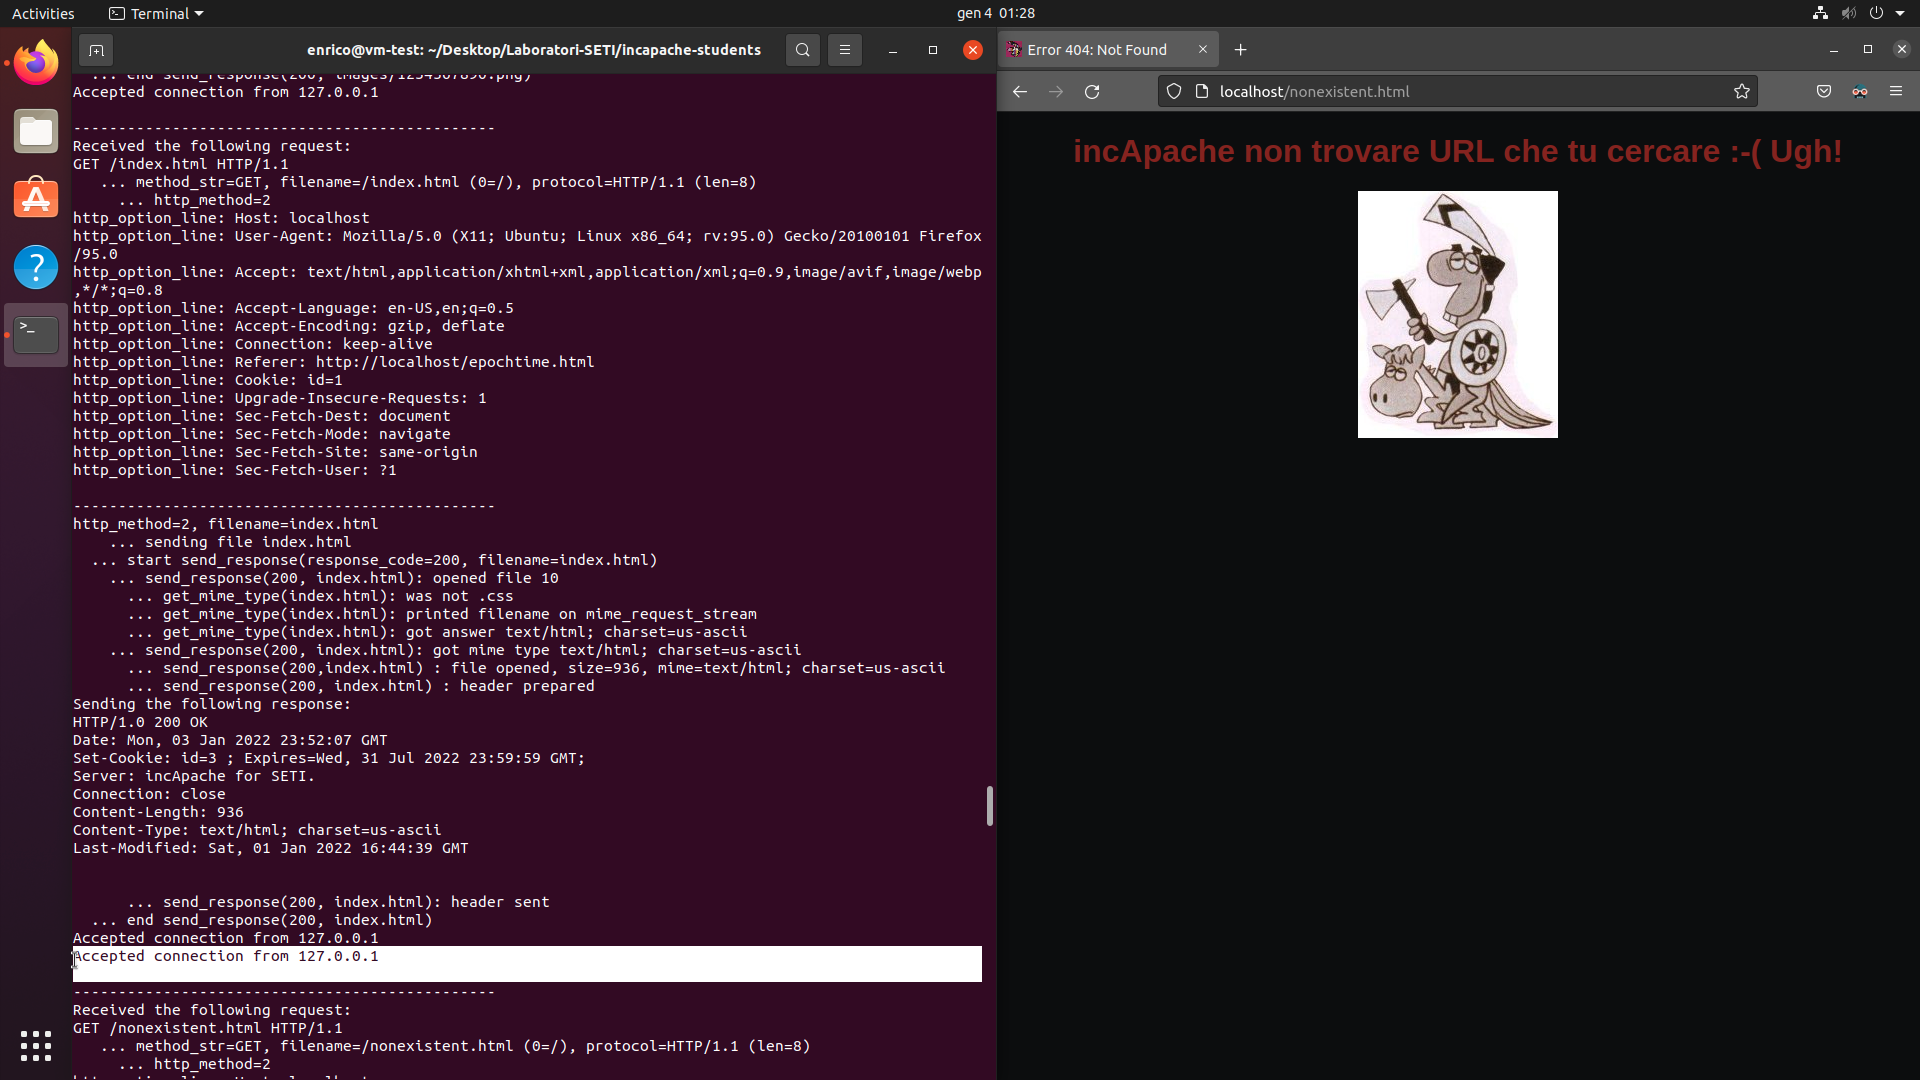 Activities
Terminal
gen 4 01:28
enrico@vm-test: ~/Desktop/Laboratori-SETI/incapache-students
... end send_response(200, images/1234567890.png)
Accepted connection from 127.0.0.1
-----------------------------------------------
Received the following request:
GET /index.html HTTP/1.1
... method_str=GET, filename=/index.html (0=/), protocol=HTTP/1.1 (len=8)
... http_method=2
http_option_line: Host: localhost
http_option_line: User-Agent: Mozilla/5.0 (X11; Ubuntu; Linux x86_64; rv:95.0) Gecko/20100101 Firefox
/95.0
http_option_line: Accept: text/html,application/xhtml+xml,application/xml;q=0.9,image/avif,image/webp
,*/*;q=0.8
http_option_line: Accept-Language: en-US,en;q=0.5
http_option_line: Accept-Encoding: gzip, deflate
http_option_line: Connection: keep-alive
http_option_line: Referer: http://localhost/epochtime.html
http_option_line: Cookie: id=1
http_option_line: Upgrade-Insecure-Requests: 1
http_option_line: Sec-Fetch-Dest: document
http_option_line: Sec-Fetch-Mode: navigate
http_option_line: Sec-Fetch-Site: same-origin
http_option_line: Sec-Fetch-User: ?1
-----------------------------------------------
http_method=2, filename=index.html
... sending file index.html
... start send_response(response_code=200, filename=index.html)
... send_response(200, index.html): opened file 10
... get_mime_type(index.html): was not .css
... get_mime_type(index.html): printed filename on mime_request_stream
... get_mime_type(index.html): got answer text/html; charset=us-ascii
... send_response(200, index.html): got mime type text/html; charset=us-ascii
... send_response(200,index.html) : file opened, size=936, mime=text/html; charset=us-ascii
... send_response(200, index.html) : header prepared
Sending the following response:
HTTP/1.0 200 OK
Date: Mon, 03 Jan 2022 23:52:07 GMT
Set-Cookie: id=3 ; Expires=Wed, 31 Jul 2022 23:59:59 GMT;
Server: incApache for SETI.
Connection: close
Content-Length: 936
Content-Type: text/html; charset=us-ascii
Last-Modified: Sat, 01 Jan 2022 16:44:39 GMT
... send_response(200, index.html): header sent
... end send_response(200, index.html)
Accepted connection from 127.0.0.1
Accepted connection from 127.0.0.1
-----------------------------------------------
Received the following request:
GET /nonexistent.html HTTP/1.1
... method_str=GET, filename=/nonexistent.html (0=/), protocol=HTTP/1.1 (len=8)
... http_method=2
Error 404: Not Found
localhost/nonexistent.html
incApache non trovare URL che tu cercare :-( Ugh!